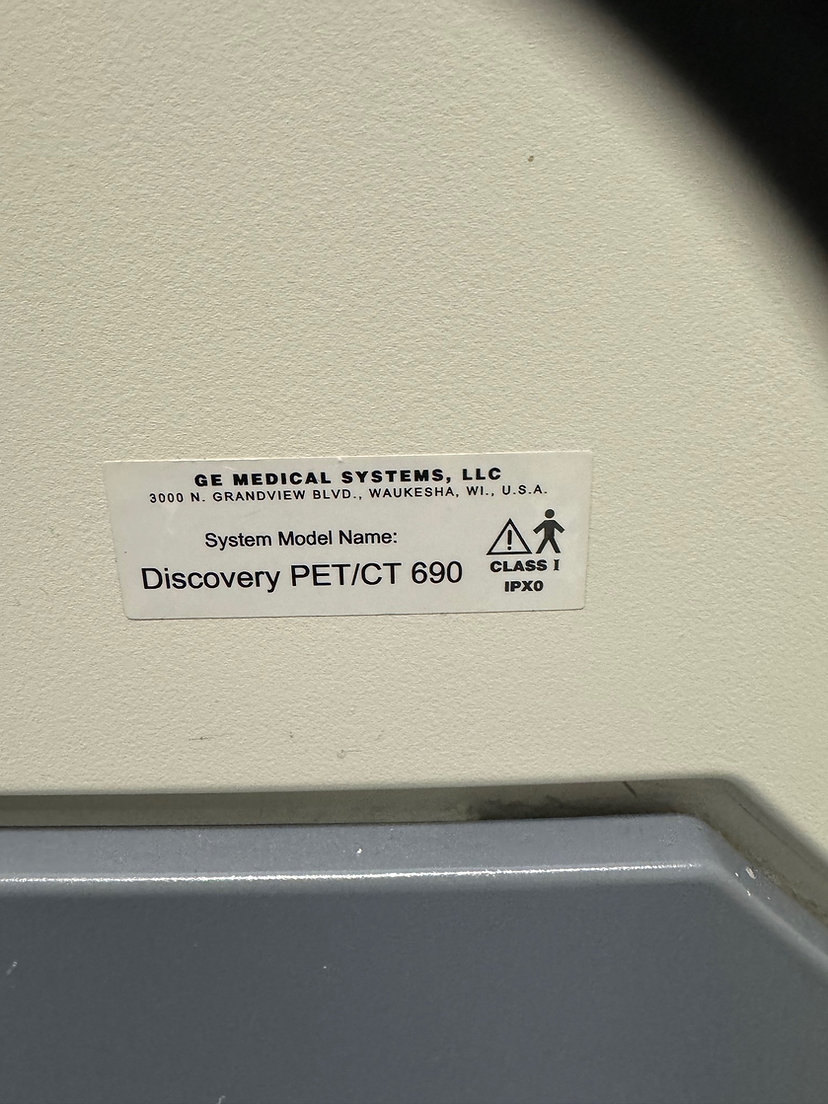 GE MEDICAL SYSTEMS, LLC
3000 N. GRANDVIEW BLVD., WAUKESHA, WI., U.S.A.
System Model Name:
Discovery PET/CT 690
CLASS I
IPX0